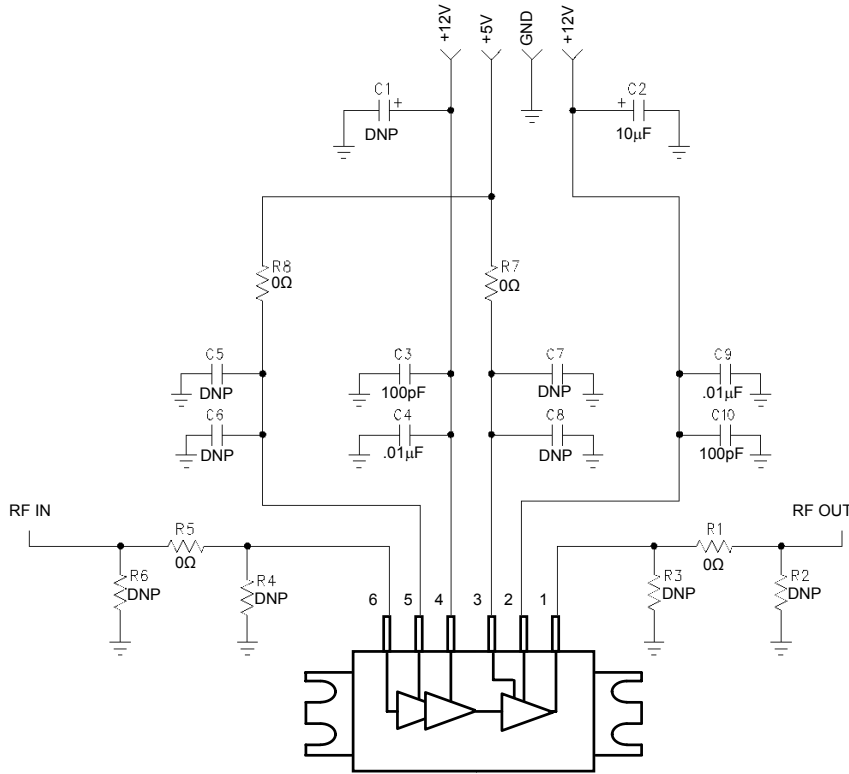 +12V
+5V
GND
+12V
C1
+
DNP
C2
+
10µF
R8
0Ω
R7
0Ω
C5
DNP
C3
100pF
C7
DNP
C9
.01µF
C6
DNP
C4
.01µF
C8
DNP
C10
100pF
RF IN
RF OUT
R5
0Ω
R1
0Ω
R6
DNP
R4
DNP
R3
DNP
R2
DNP
6 5 4 3 2 1